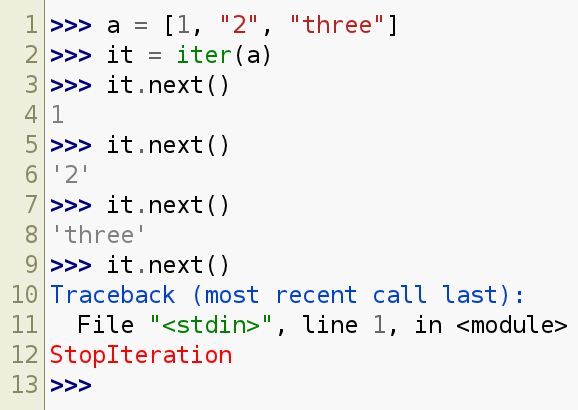 1 >>> a = [1, "2", "three"]
2 >>> it = iter(a)
3 >>> it.next()
4 1
5 >>> it.next()
6 '2'
7 >>> it.next()
8 'three'
9 >>> it.next()
10 Traceback (most recent call last):
11   File "<stdin>", line 1, in <module>
12 StopIteration
13 >>>